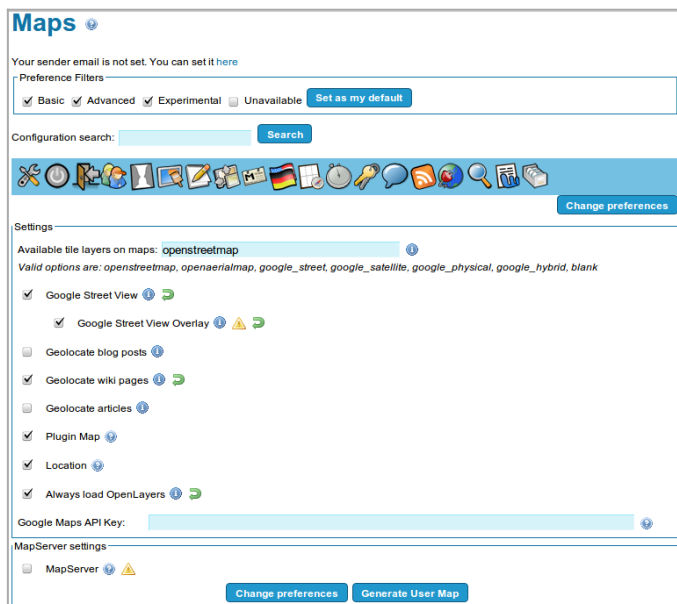 Maps
Your sender email is not set. You can set it here
Preference Filters
Basic Advanced Experimental Unavailable Set as my default
Configuration search: Search
Change preferences
Settings
Available tile layers on maps: openstreetmap
Valid options are: openstreetmap, openaerialmap, google_street, google_satellite, google_physical, google_hybrid, blank
Google Street View
Google Street View Overlay
Geolocate blog posts
Geolocate wiki pages
Geolocate articles
Plugin Map
Location
Always load OpenLayers
Google Maps API Key:
MapServer settings
MapServer
Change preferences Generate User Map